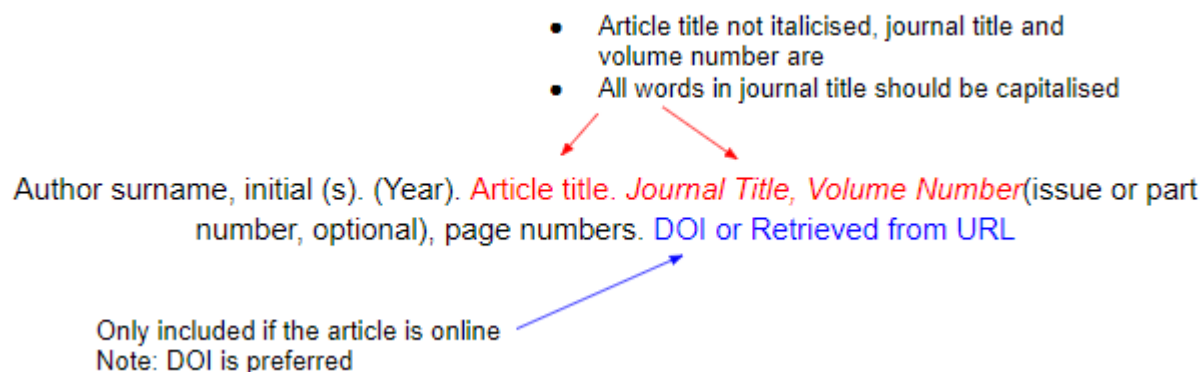 ● Article title not italicised, journal title and
volume number are
● All words in journal title should be capitalised
Author surname, initial (s). (Year). Article title. Journal Title, Volume Number(issue or part
number, optional), page numbers. DOI or Retrieved from URL
Only included if the article is online
Note: DOI is preferred